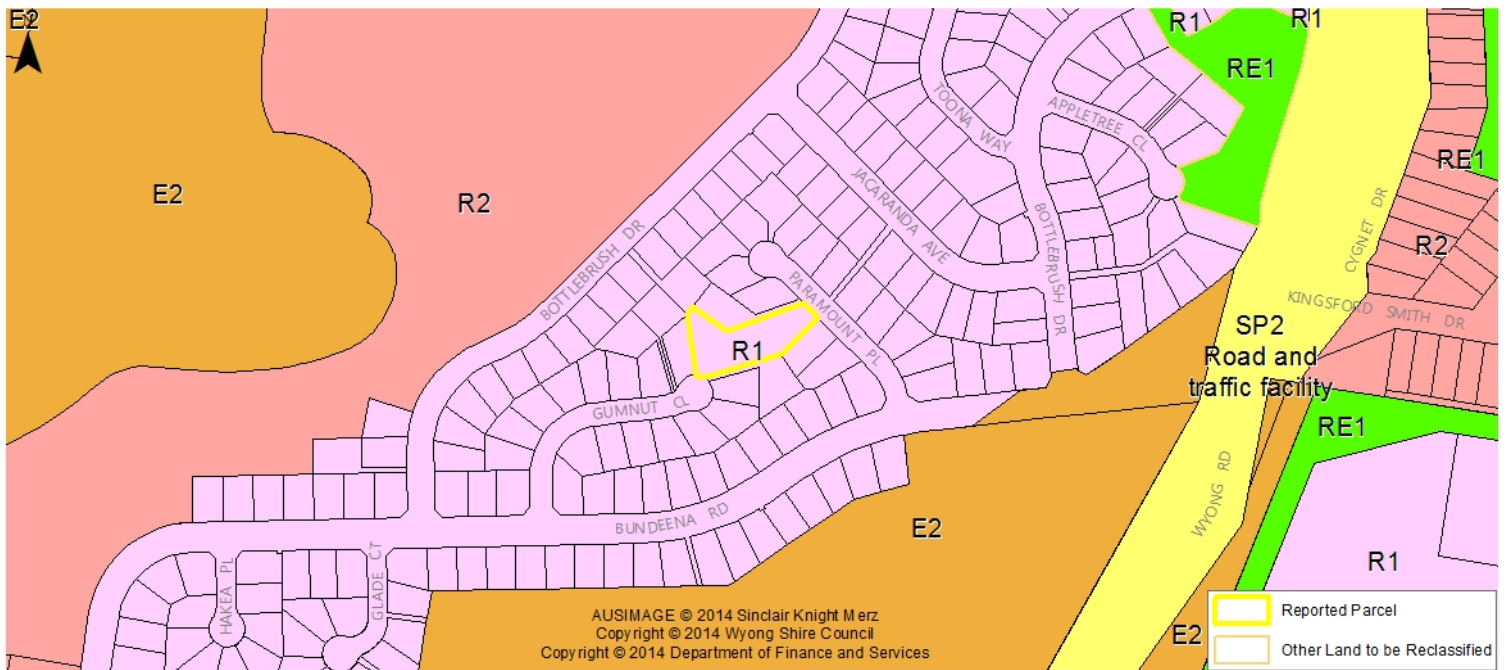 E2
R1
R1
RE1
TOONA WAY
APPLETREE CL
E2
R2
RE1
JACARANDA AVE
BOTTLEBRUSH DR
BOTTLEBRUSH DR
CYGNET DR
R2
PARAMOUNT PL
KINGSFORD SMITH DR
R1
SP2
Road and
traffic facility
GUMNUT CL
RE1
WYONG RD
BUNDEENA RD
E2
R1
HAKEA PL
GLADE CT
E2
AUSIMAGE © 2014 Sinclair Knight Merz
Copyright © 2014 Wyong Shire Council
Copyright © 2014 Department of Finance and Services
Reported Parcel
Other Land to be Reclassified